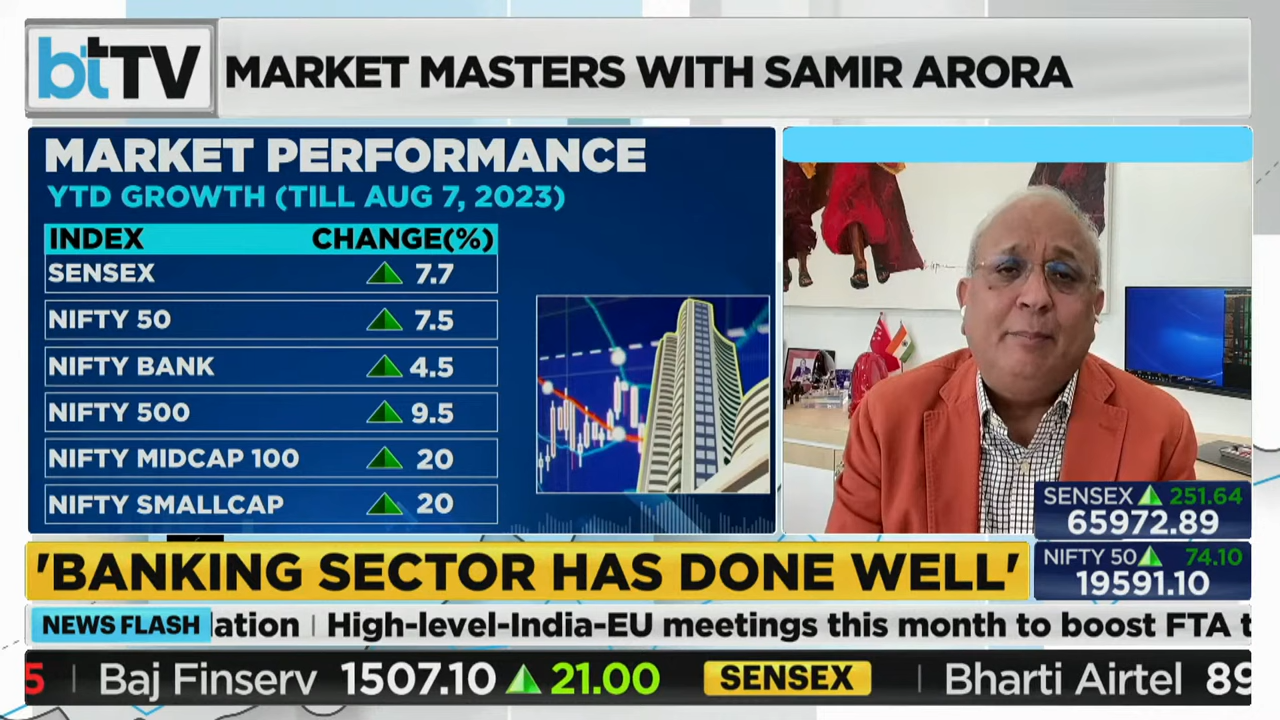 btTV
MARKET MASTERS WITH SAMIR ARORA
MARKET PERFORMANCE
YTD GROWTH (TILL AUG 7, 2023)
INDEX CHANGE(%)
SENSEX 7.7
NIFTY 50 7.5
NIFTY BANK 4.5
NIFTY 500 9.5
NIFTY MIDCAP 100 20
NIFTY SMALLCAP 20
SENSEX 251.64
65972.89
NIFTY 50 74.10
19591.10
'BANKING SECTOR HAS DONE WELL'
NEWS FLASH lation | High-level-India-EU meetings this month to boost FTA t
5 | Baj Finserv 1507.10 21.00 SENSEX | Bharti Airtel 89